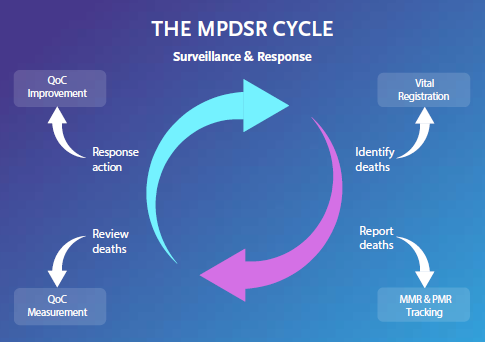 THE MPDSR CYCLE
Surveillance & Response
QoC
Improvement
Vital
Registration
Response
action
Identify
deaths
Review
deaths
Report
deaths
QoC
Measurement
MMR & PMR
Tracking